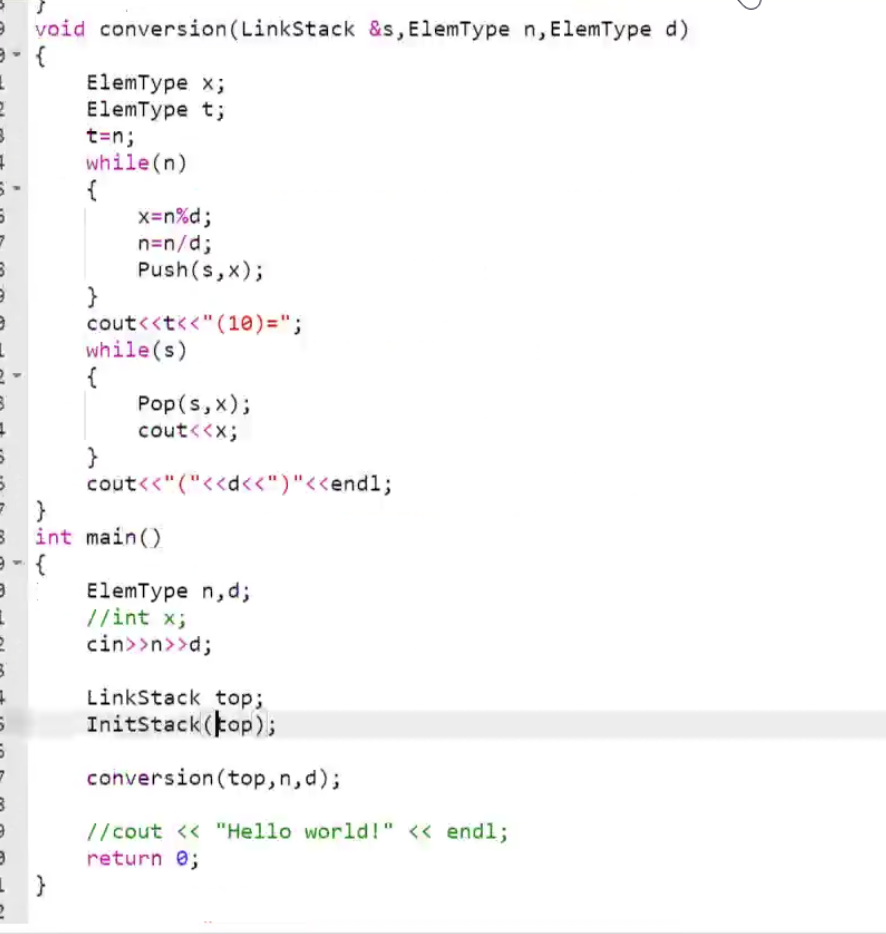 }
void conversion(LinkStack &s,ElemType n,ElemType d)
{
    ElemType x;
    ElemType t;
    t=n;
    while(n)
    {
        x=n%d;
        n=n/d;
        Push(s,x);
    }
    cout<<t<<"(10)=";
    while(s)
    {
        Pop(s,x);
        cout<<x;
    }
    cout<<"("<<d<<")"<<endl;
}
int main()
{
    ElemType n,d;
    //int x;
    cin>>n>>d;

    LinkStack top;
    InitStack(top);

    conversion(top,n,d);

    //cout << "Hello world!" << endl;
    return 0;
}